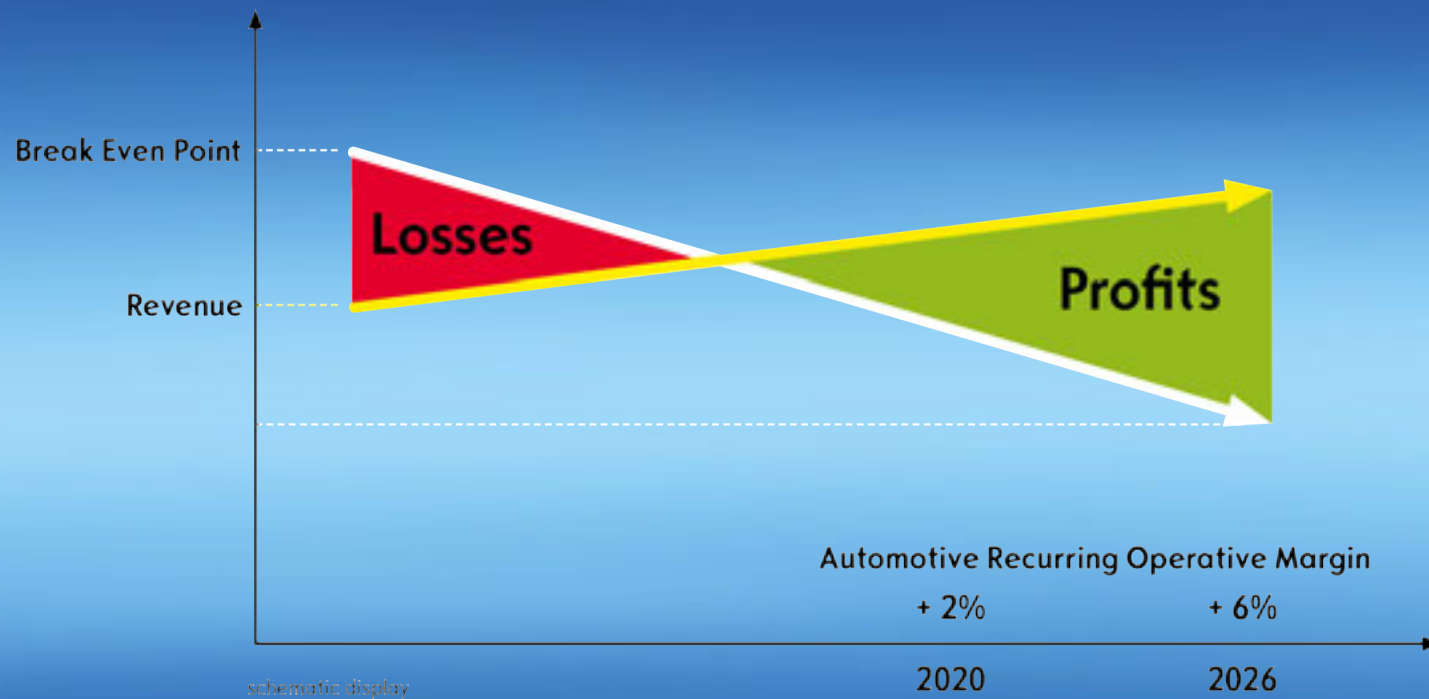 Break Even Point
Losses
Profits
Revenue
Automotive Recurring Operative Margin
+ 2% + 6%
2020 2026
schematic display